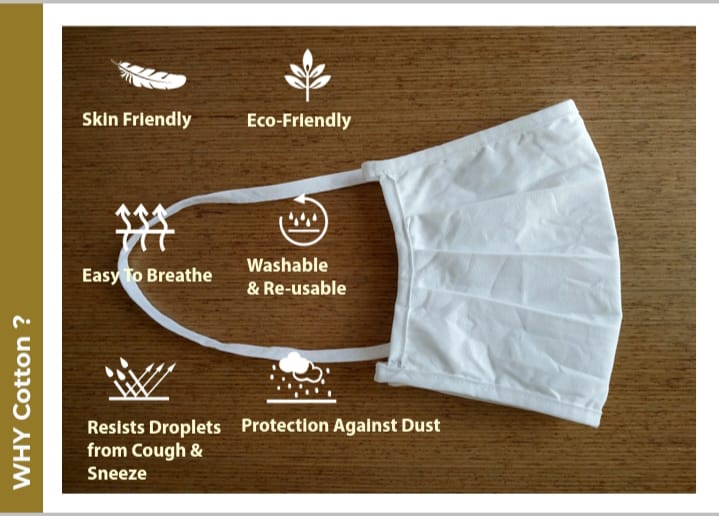 WHY Cotton ?
Skin Friendly
Eco-Friendly
Easy To Breathe
Washable
& Re-usable
Resists Droplets
from Cough &
Sneeze
Protection Against Dust